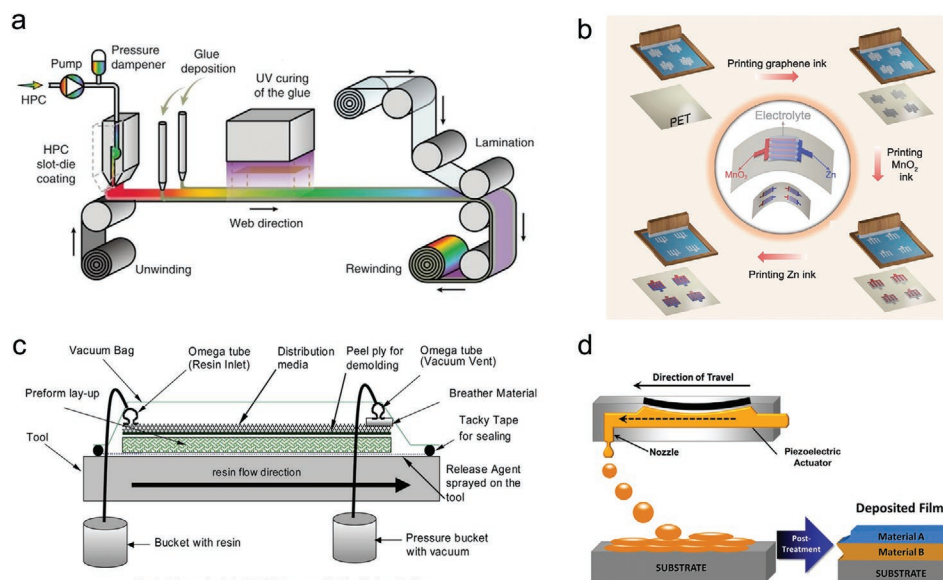 a
Pressure
dampener
Pump
HPC
Glue
deposition
UV curing
of the glue
HPC
slot-die
coating
Lamination
Web direction
Unwinding
Rewinding
b
Printing graphene ink
PET
Electrolyte
MnO₂
Zn
Printing
MnO₂
ink
Printing Zn ink
c
Vacuum Bag
Omega tube
(Resin Inlet)
Distribution
media
Peel ply for
demolding
Omega tube
(Vacuum Vent)
Preform lay-up
Breather Material
Tool
Tacky Tape
for sealing
resin flow direction
Release Agent
sprayed on the
tool
Bucket with resin
Pressure bucket
with vacuum
d
Direction of Travel
Nozzle
Piezoelectric
Actuator
Deposited Film
Post-
Treatment
Material A
Material B
SUBSTRATE
SUBSTRATE